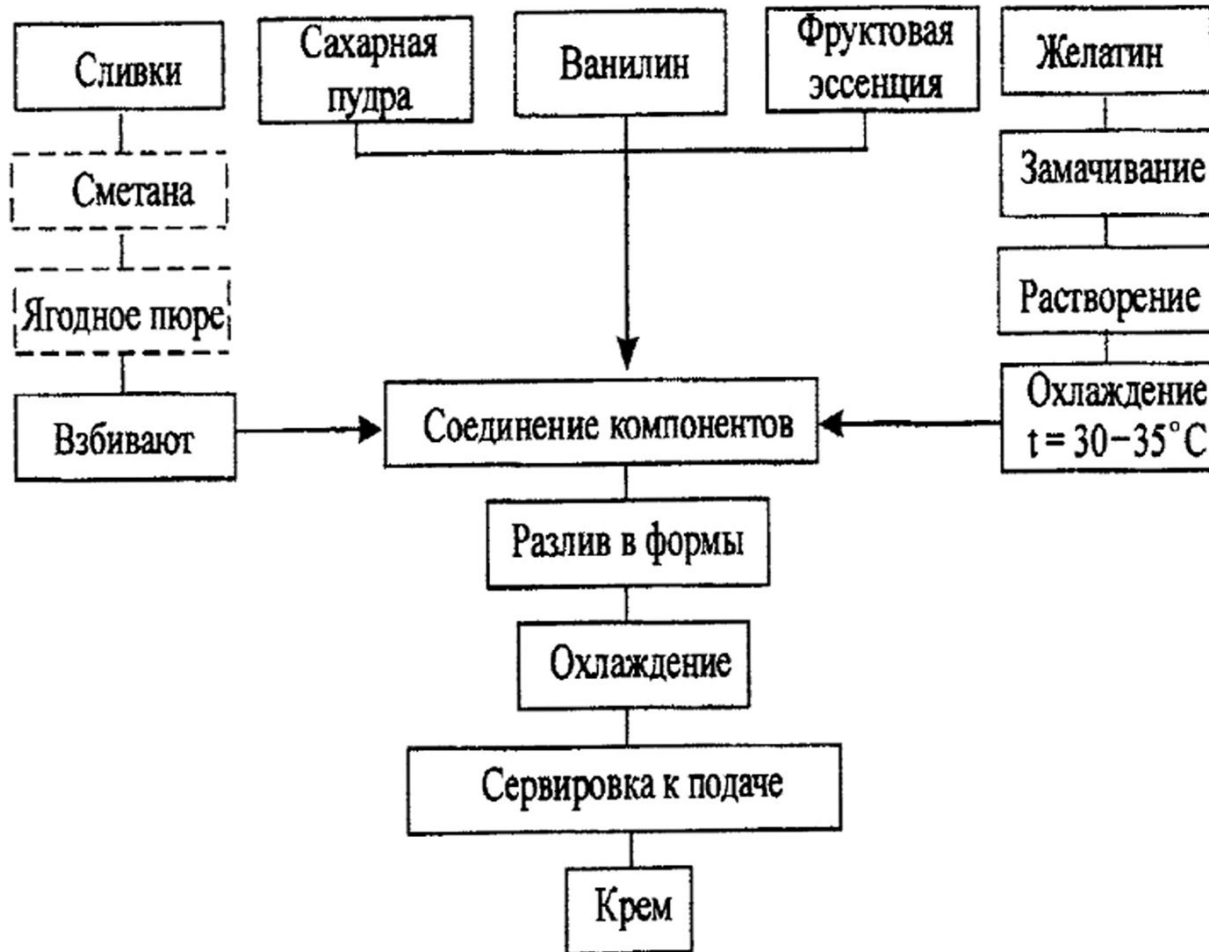 Сливки
Сахарная
пудра
Ванилин
Фруктовая
эссенция
Желатин
Сметана
Замачивание
Ягодное пюре
Растворение
Взбивают
Соединение компонентов
Охлаждение
t = 30–35°C
Разлив в формы
Охлаждение
Сервировка к подаче
Крем